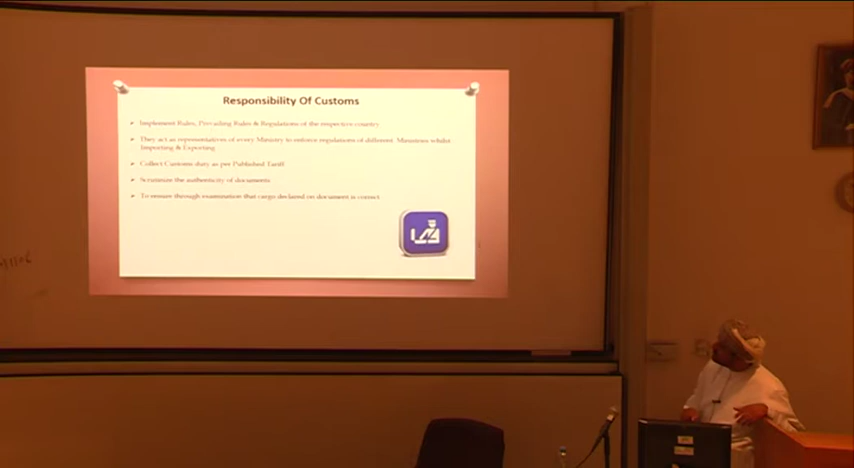 Responsibility Of Customs
➤ Implement Rules, Prevailing Rules & Regulations of the respective country
➤ They act as representatives of every Ministry to enforce regulations of different Ministries whilst
Importing & Exporting.
➤ Collect Customs duty as per Published Tariff
➤ Scrutinize the authenticity of documents
➤ To ensure through examination that cargo declared on document is correct